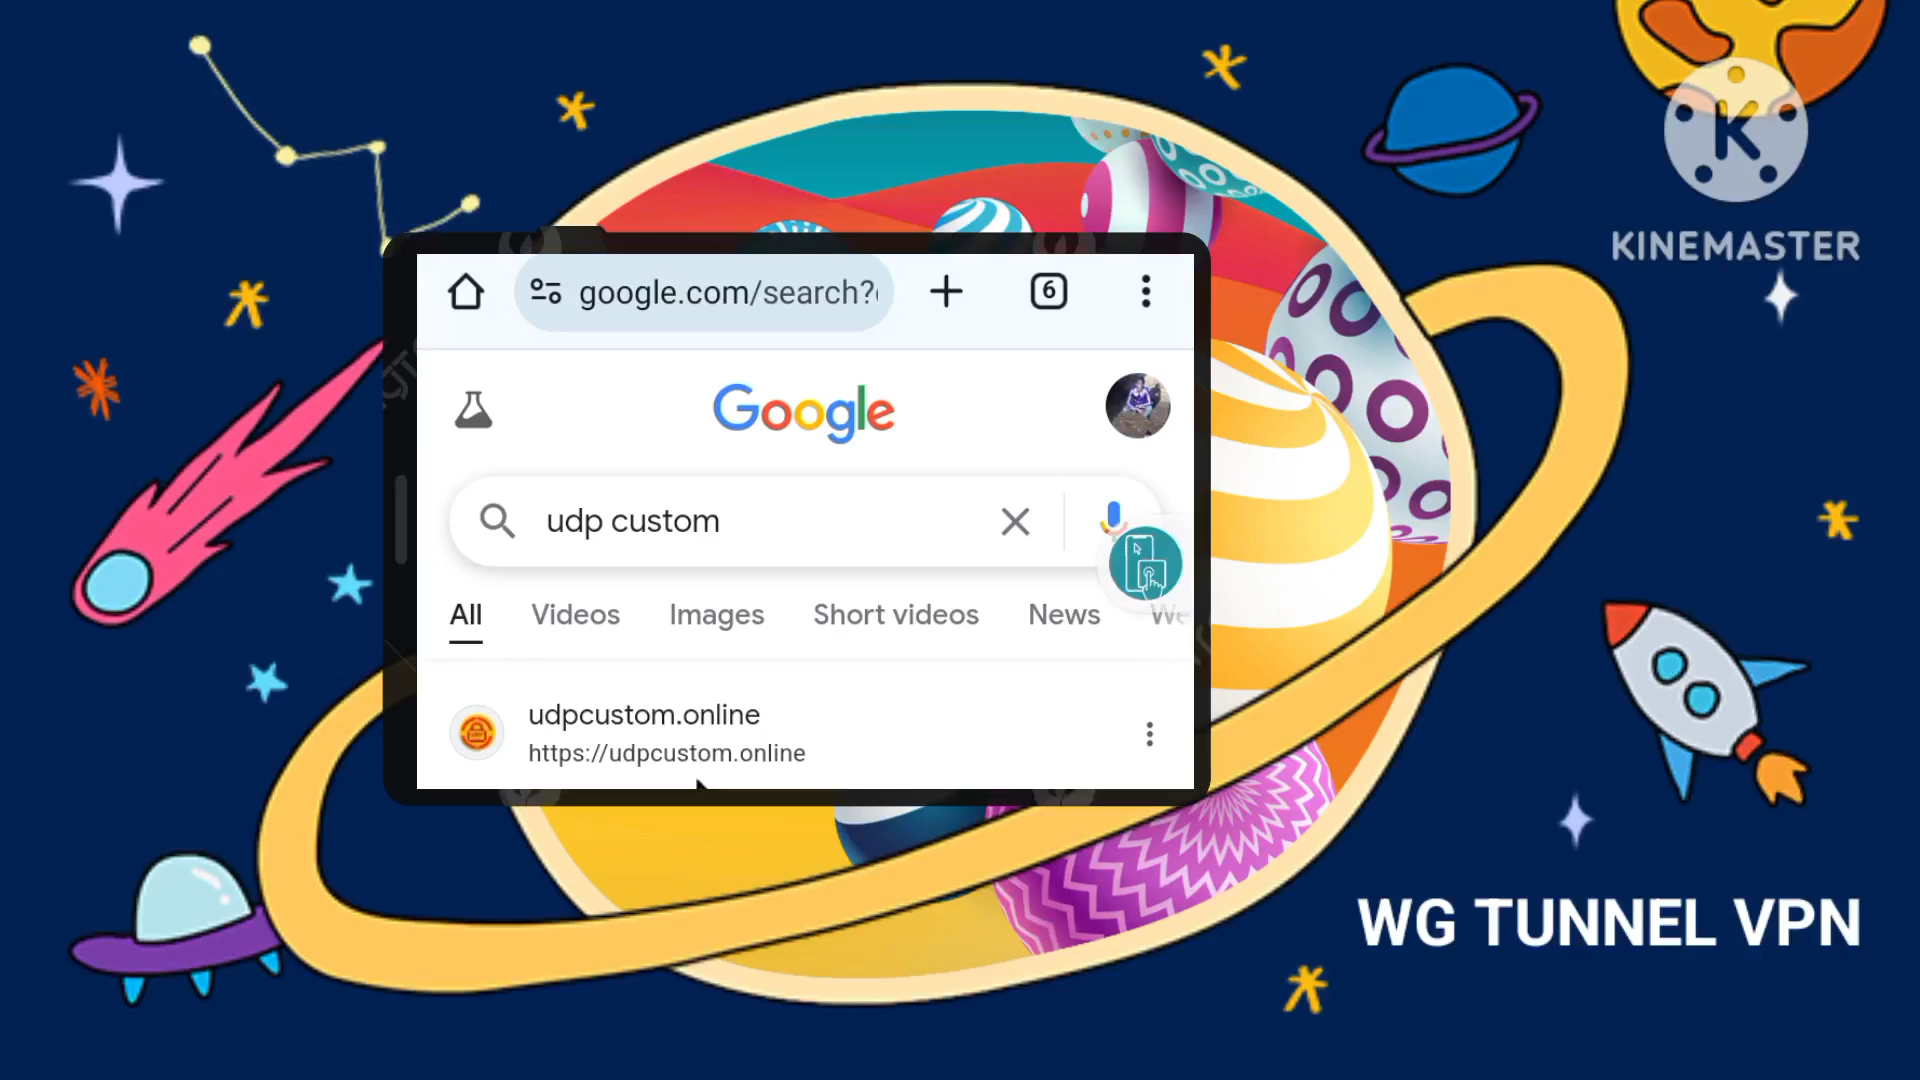 KINEMASTER
google.com/search?
6
Google
udp custom
All Videos Images Short videos News We
udpcustom.online
https://udpcustom.online
WG TUNNEL VPN